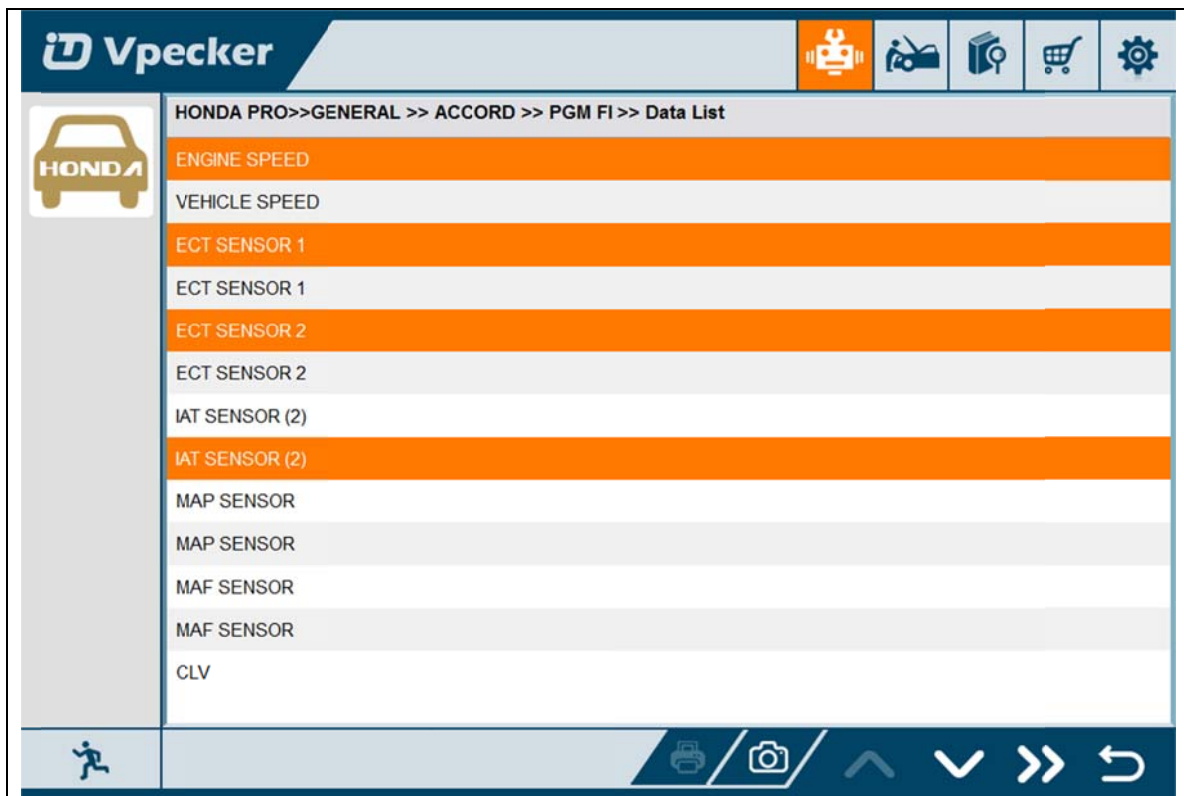 Vpecker
HONDA PRO>>GENERAL >> ACCORD >> PGM FI >> Data List
HONDA
ENGINE SPEED
VEHICLE SPEED
ECT SENSOR 1
ECT SENSOR 1
ECT SENSOR 2
ECT SENSOR 2
IAT SENSOR (2)
IAT SENSOR (2)
MAP SENSOR
MAP SENSOR
MAF SENSOR
MAF SENSOR
CLV